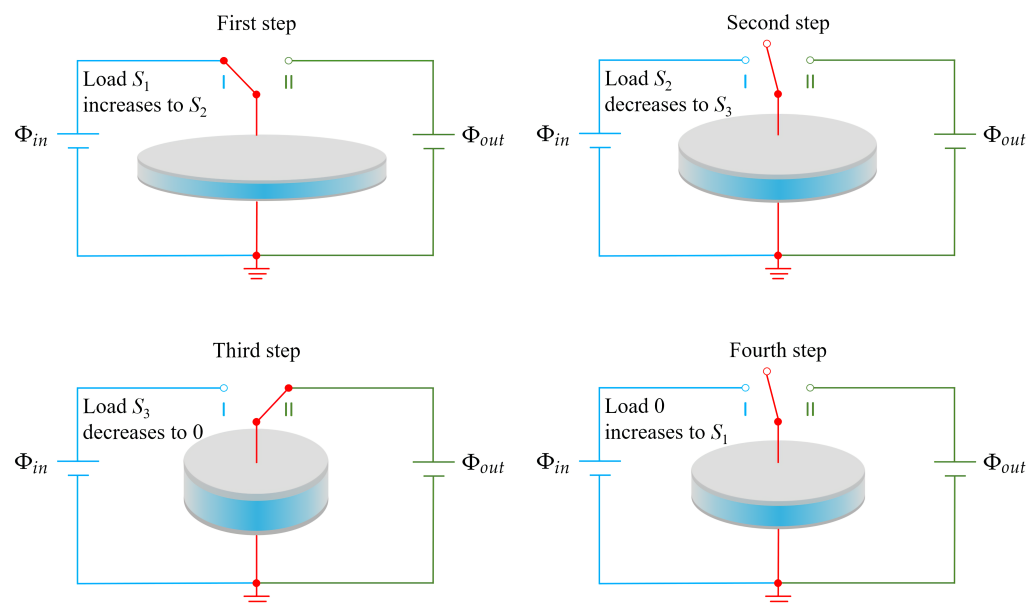 First step
Load S₁
increases to S₂
I
II
Φin
Φout
Second step
Load S₂
decreases to S₃
I
II
Φin
Φout
Third step
Load S₃
decreases to 0
I
II
Φin
Φout
Fourth step
Load 0
increases to S₁
I
II
Φin
Φout